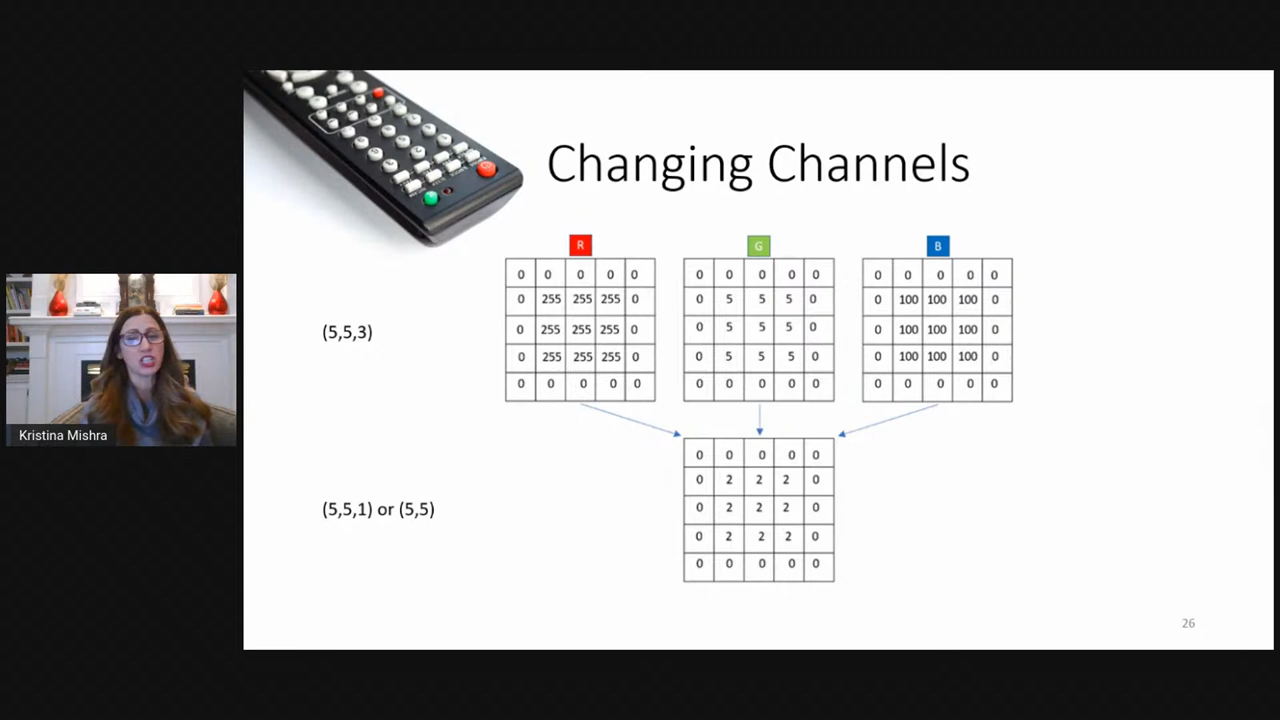 Changing Channels
R G B
0 0 0 0 0 0 0 0 0 0 0 0 0 0 0
0 255 255 255 0 0 5 5 5 0 0 100 100 100 0
(5,5,3) 0 255 255 255 0 0 5 5 5 0 0 100 100 100 0
0 255 255 255 0 0 5 5 5 0 0 100 100 100 0
0 0 0 0 0 0 0 0 0 0 0 0 0 0 0
Kristina Mishra
0 0 0 0 0
0 2 2 2 0
(5,5,1) or (5,5) 0 2 2 2 0
0 2 2 2 0
0 0 0 0 0
26